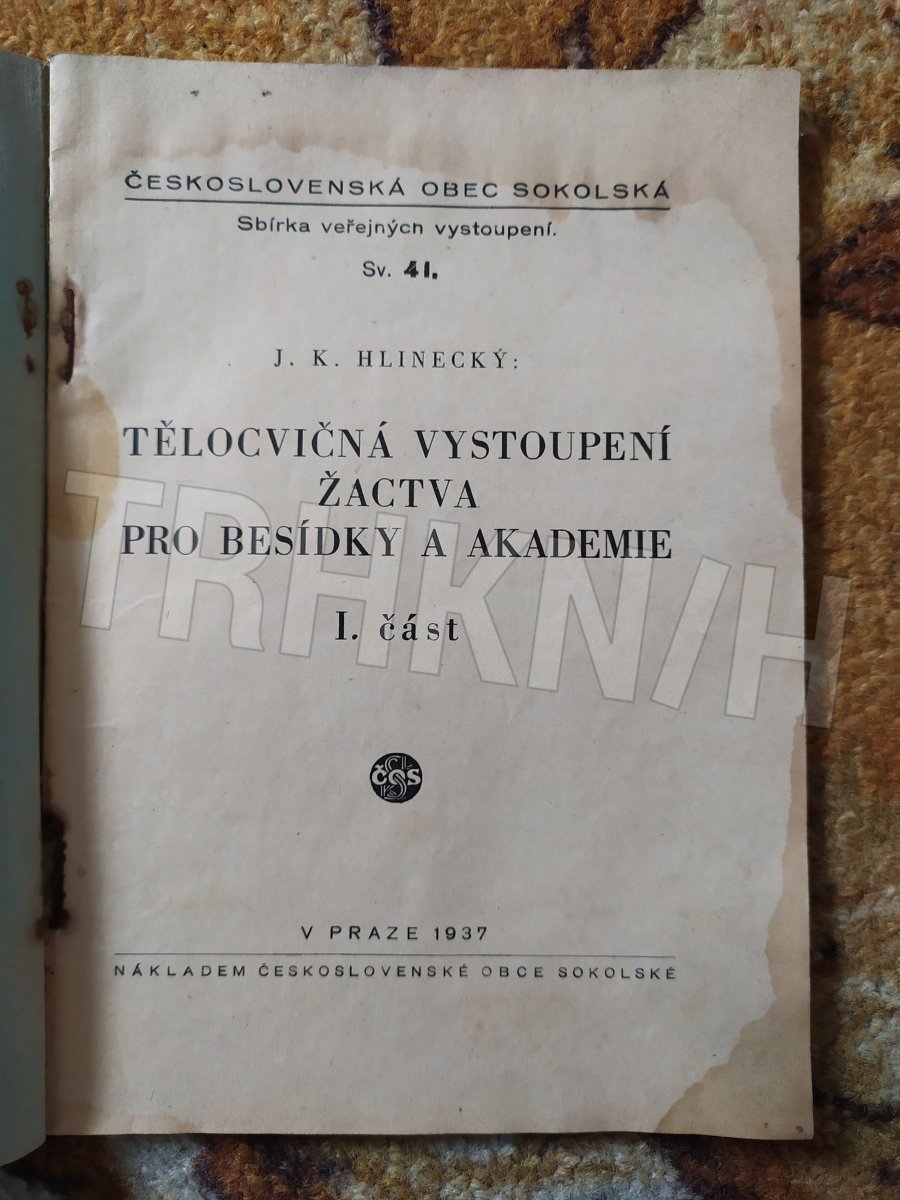 ČESKOSLOVENSKÁ OBEC SOKOLSKÁ
Sbírka veřejných vystoupení.
Sv. 41.
J. K. HLINECKÝ:
TĚLOCVIČNÁ VYSTOUPENÍ
ŽACTVA
PRO BESÍDKY A AKADEMIE
I. část
ČOS
V PRAZE 1937
NÁKLADEM ČESKOSLOVENSKÉ OBCE SOKOLSKÉ
TRHKNIH